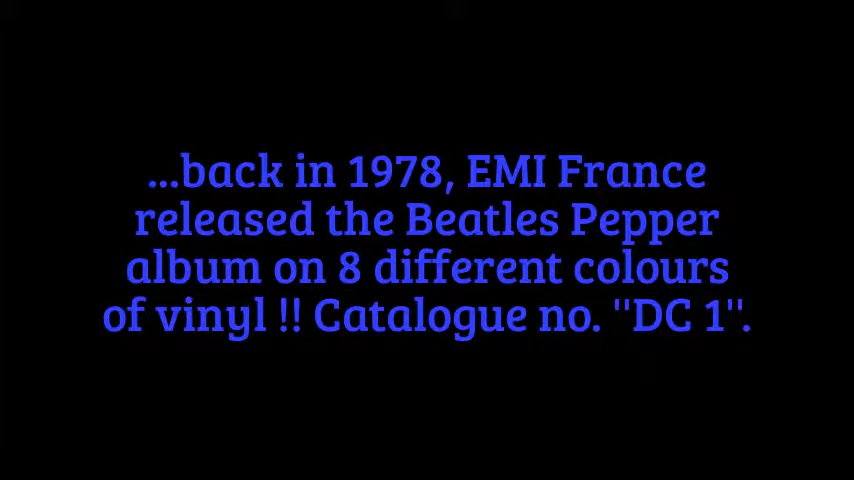 ...back in 1978, EMI France
released the Beatles Pepper
album on 8 different colours
of vinyl !! Catalogue no. ''DC 1''.